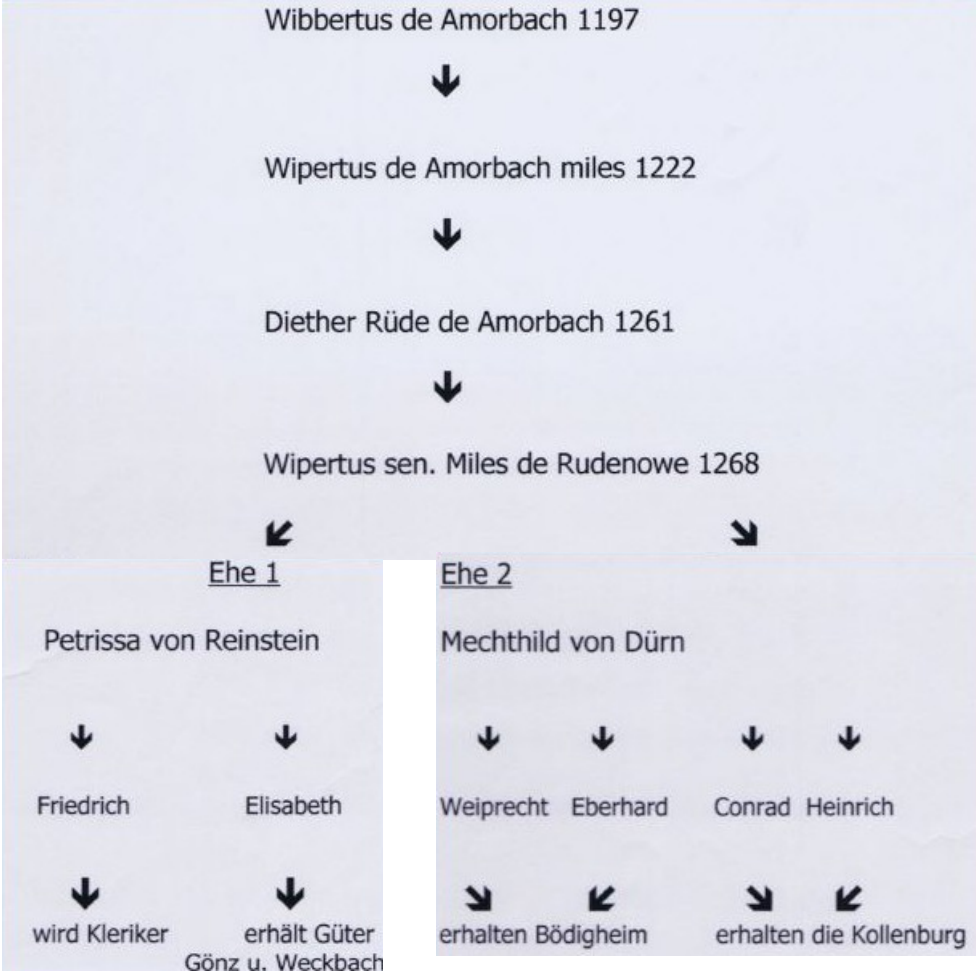 Wibbertus de Amorbach 1197
Wipertus de Amorbach miles 1222
Diether Rüde de Amorbach 1261
Wipertus sen. Miles de Rudenowe 1268
Ehe 1
Petrissa von Reinstein
Friedrich Elisabeth
wird Kleriker erhält Güter
Gönz u. Weckbach
Ehe 2
Mechthild von Dürn
Weiprecht Eberhard Conrad Heinrich
erhalten Bödigheim erhalten die Kollenburg